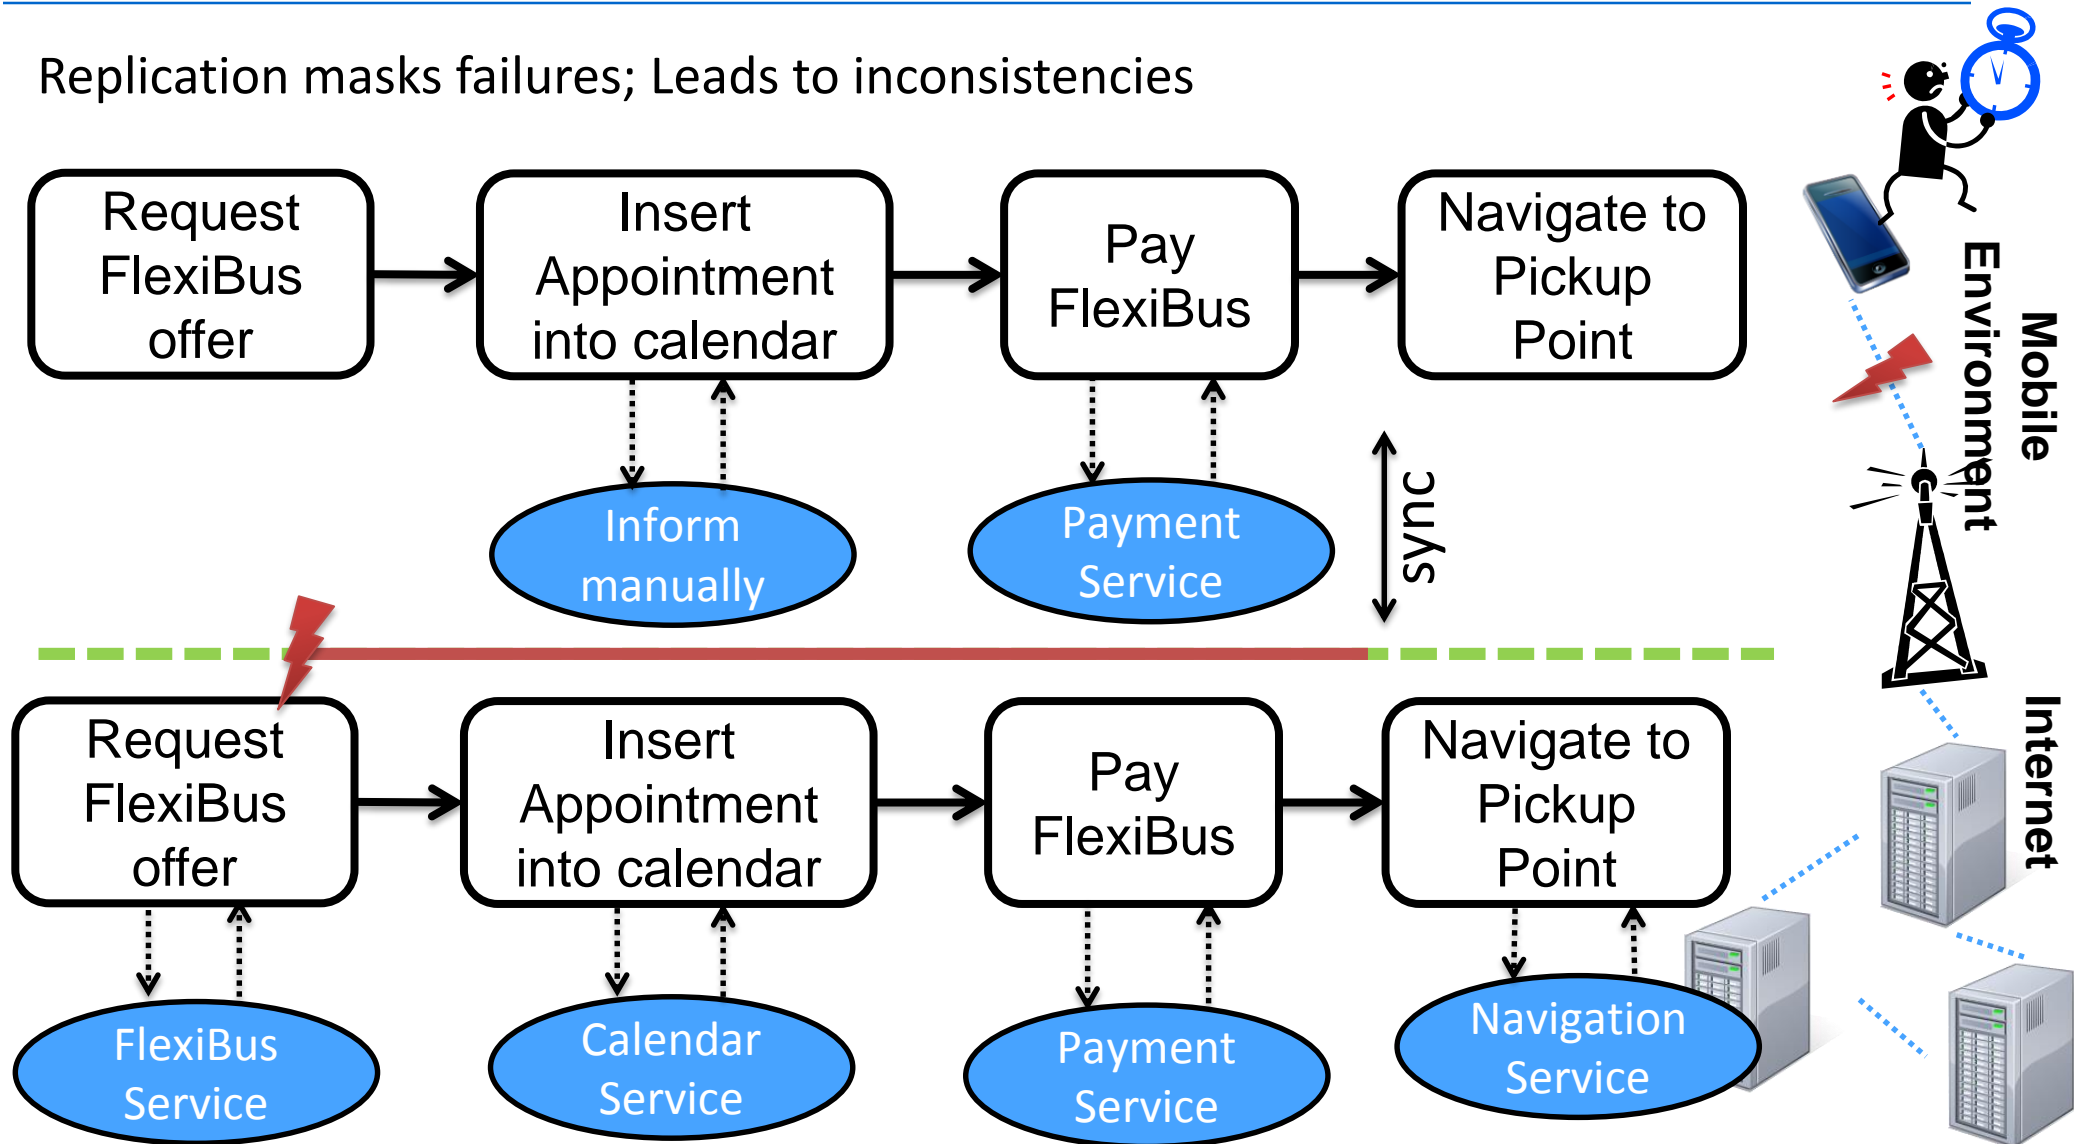 Replication masks failures; Leads to inconsistencies
Request
FlexiBus
offer
Insert
Appointment
into calendar
Pay
FlexiBus
Navigate to
Pickup
Point
Mobile
Environment
Inform
manually
Payment
Service
sync
Request
FlexiBus
offer
Insert
Appointment
into calendar
Pay
FlexiBus
Navigate to
Pickup
Point
Internet
FlexiBus
Service
Calendar
Service
Payment
Service
Navigation
Service